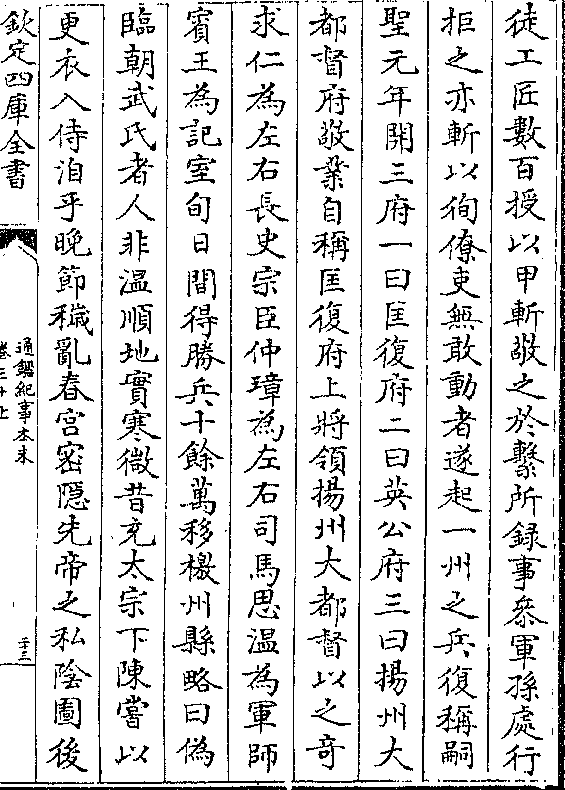 徒工匠數百授以甲斬敬之於繫所録事叅軍孫處行
拒之亦斬以徇僚吏無敢動者遂起一州之兵復稱嗣
聖元年開三府一曰匡復府二曰英公府三曰揚州大
都督府敬業自稱匡復府上將領揚州大都督以之奇
求仁為左右長史宗臣仲璋為左右司馬思温為軍師
賓王為記室旬日間得勝兵十餘萬移檄州縣略曰偽
臨朝武氏者人非温順地實寒微昔充太宗下陳嘗以
更衣入侍洎乎晚節穢亂春宫密隠先帝之私陰圖後
欽定四庫全書
通鑑紀事本末
卷三十上
二十三